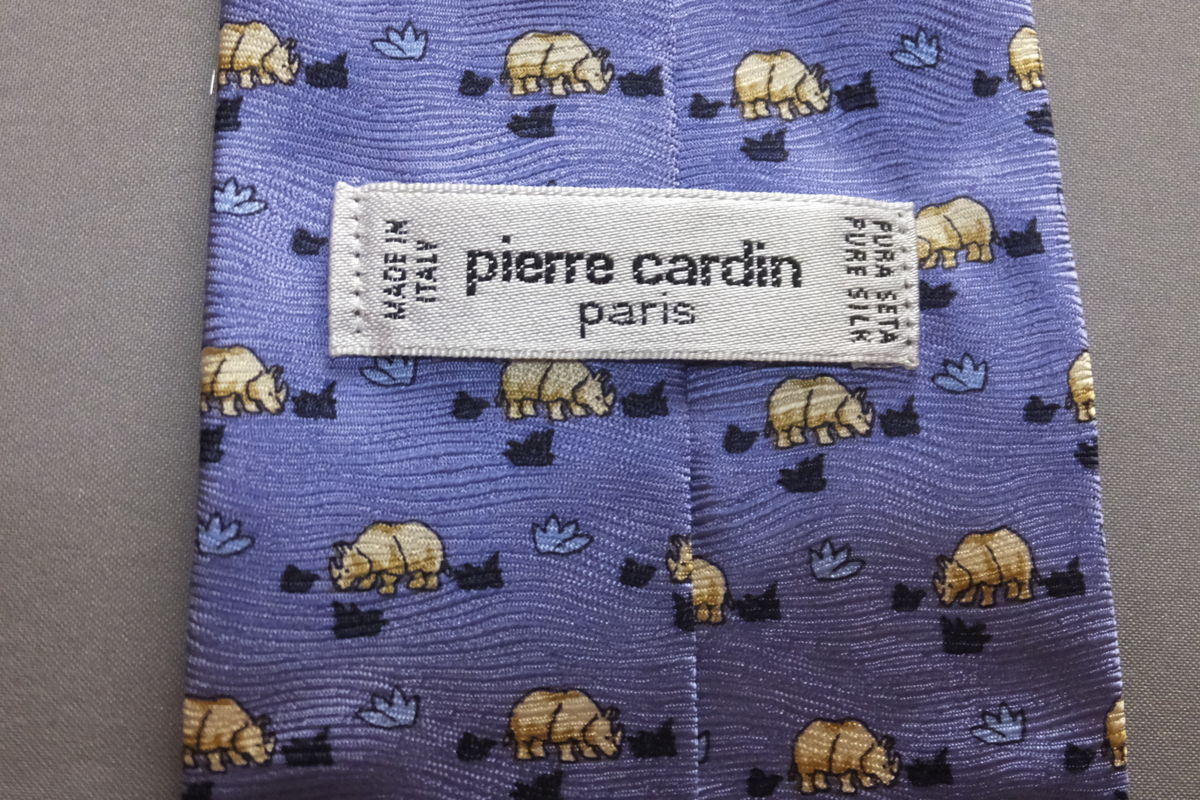 MADE IN
ITALY
pierre cardin
paris
PURA SETA
PURE SILK